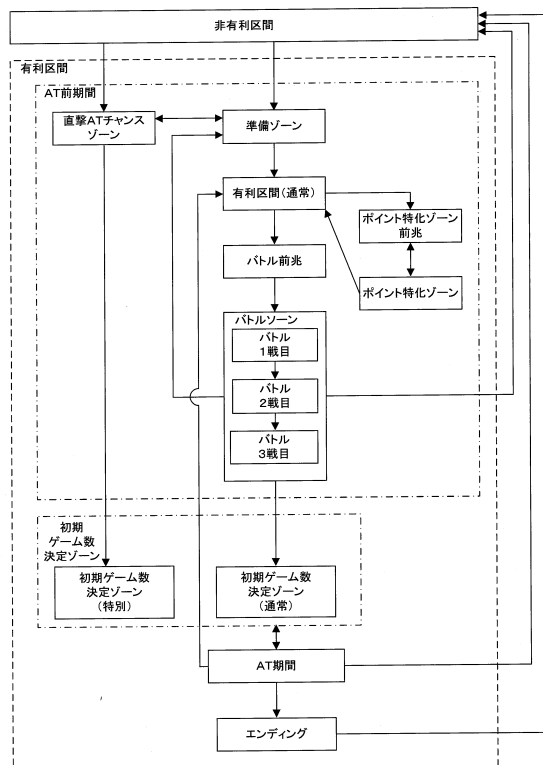 非有利区間
有利区間
AT前期間
直撃ATチャンス
ゾーン
準備ゾーン
有利区間(通常)
ポイント特化ゾーン
前兆
バトル前兆
ポイント特化ゾーン
バトルゾーン
バトル
1戦目
バトル
2戦目
バトル
3戦目
初期
ゲーム数
決定ゾーン
初期ゲーム数
決定ゾーン
(特別)
初期ゲーム数
決定ゾーン
(通常)
AT期間
エンディング